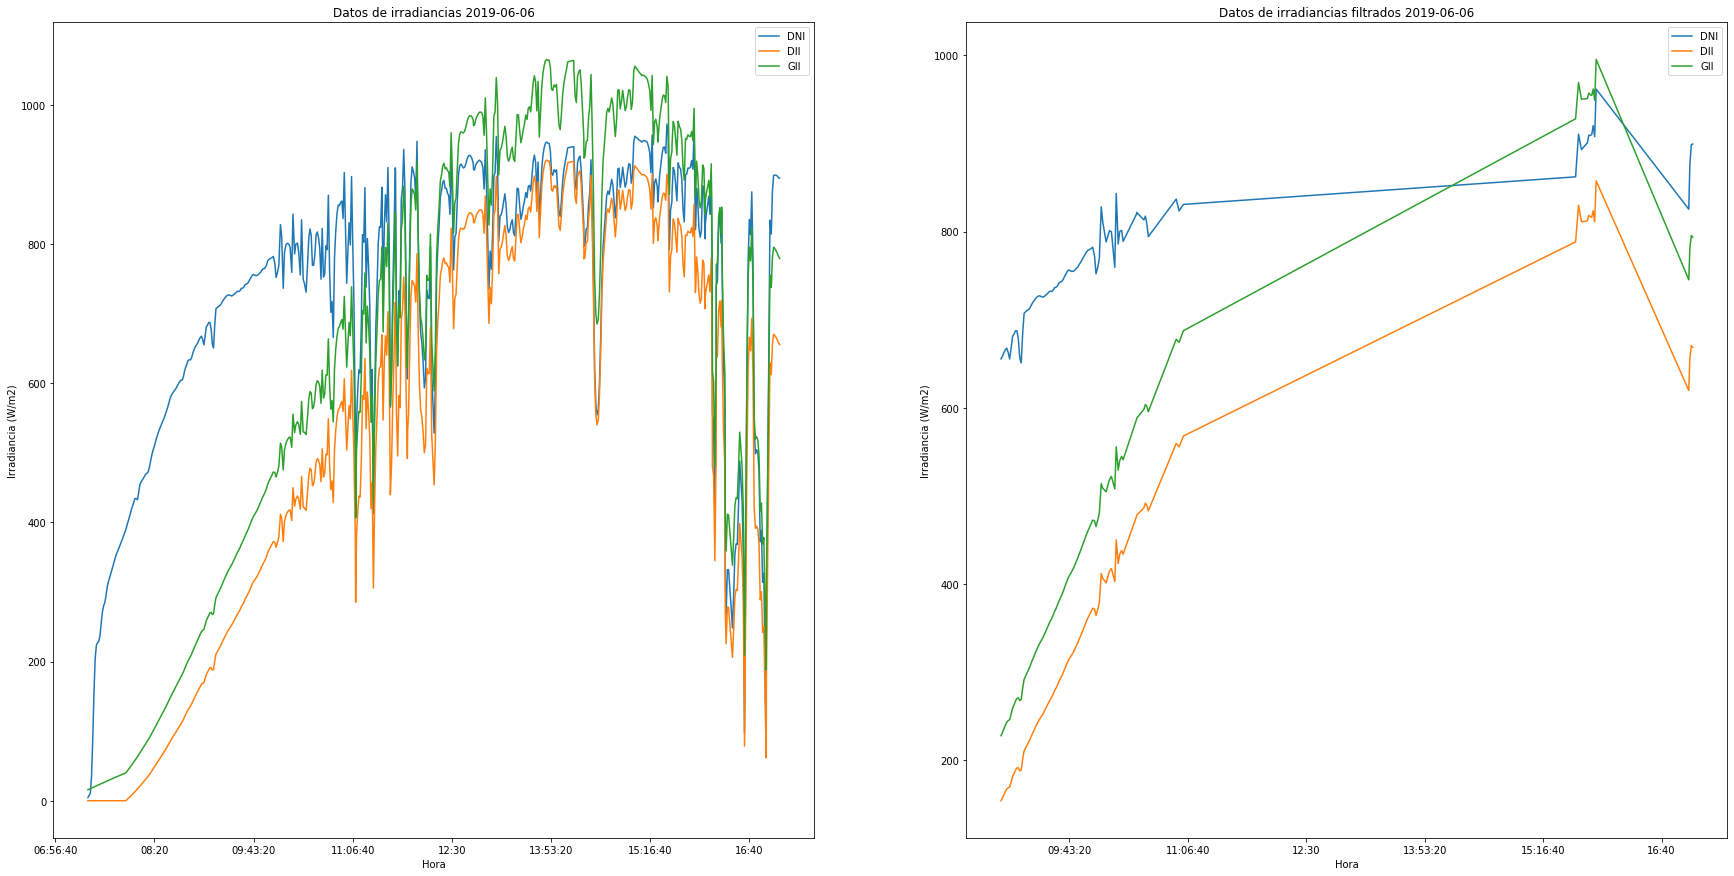 Datos de irradiancias 2019-06-06
DNI
DII
GII
1000
800
600
400
200
0
Irradiancia (W/m2)
06:56:40 08:20 09:43:20 11:06:40 12:30 13:53:20 15:16:40 16:40
Hora
Datos de irradiancias filtrados 2019-06-06
DNI
DII
GII
1000
800
600
400
200
Irradiancia (W/m2)
09:43:20 11:06:40 12:30 13:53:20 15:16:40 16:40
Hora